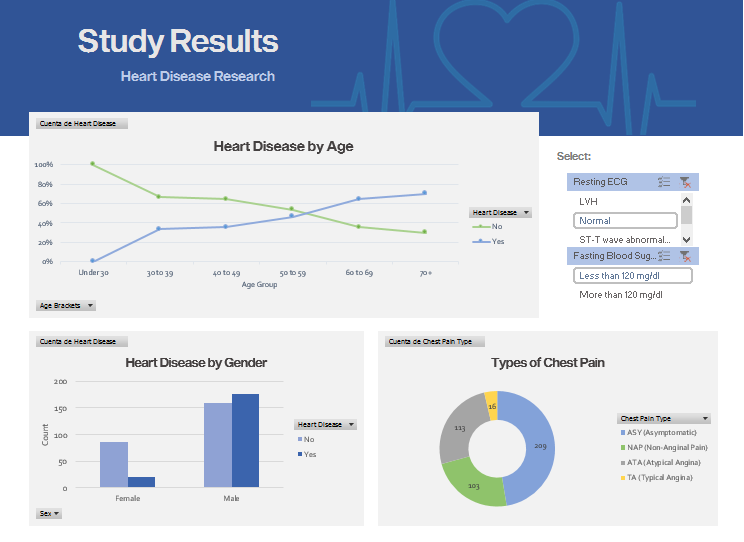 Study Results
Heart Disease Research
Cuenta de Heart Disease
Heart Disease by Age
100%
80%
60%
40%
20%
0%
Under 30
30 to 39
40 to 49
50 to 59
60 to 69
70+
Age Group
Heart Disease
No
Yes
Age Brackets
Select:
Resting ECG
LVH
Normal
ST-T wave abnormal...
Fasting Blood Sug...
Less than 120 mg/dl
More than 120 mg/dl
Cuenta de Heart Disease
Heart Disease by Gender
200
150
100
50
0
Count
Female
Male
Heart Disease
No
Yes
Sex
Cuenta de Chest Pain Type
Types of Chest Pain
16
113
209
103
Chest Pain Type
ASY (Asymptomatic)
NAP (Non-Anginal Pain)
ATA (Atypical Angina)
TA (Typical Angina)